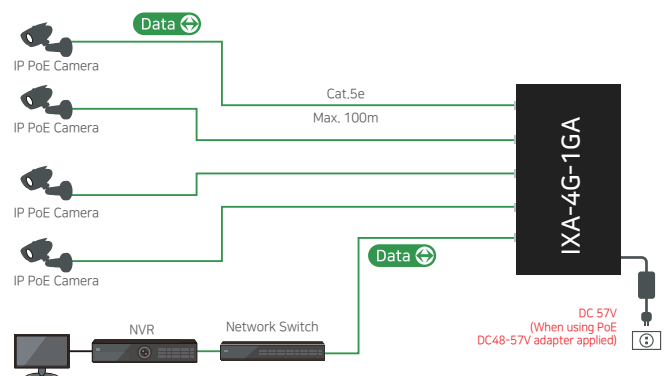 Data
IP PoE Camera
Cat.5e
Max. 100m
IP PoE Camera
IXA-4G-1GA
IP PoE Camera
Data
IP PoE Camera
DC 57V
(When using PoE
DC48-57V adapter applied)
NVR
Network Switch